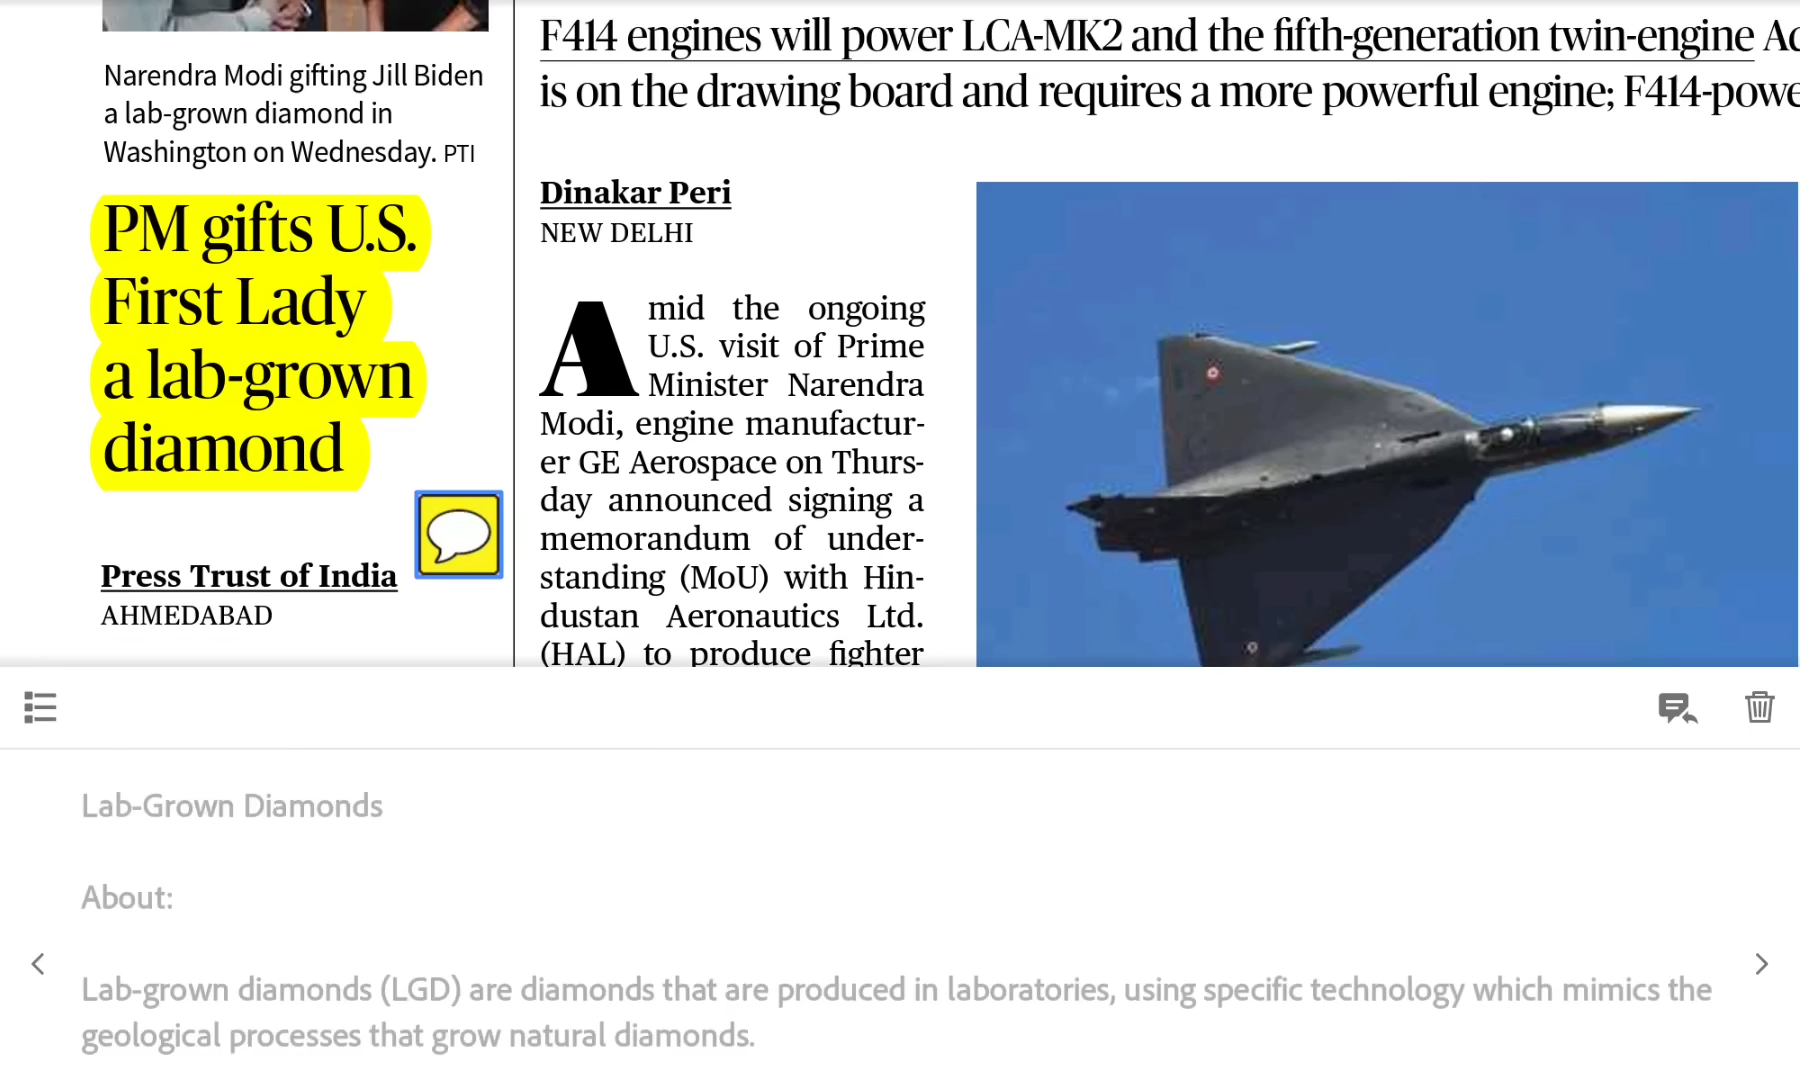 Narendra Modi gifting Jill Biden
a lab-grown diamond in
Washington on Wednesday. PTI
PM gifts U.S.
First Lady
a lab-grown
diamond
Press Trust of India
AHMEDABAD
F414 engines will power LCA-MK2 and the fifth-generation twin-engine
is on the drawing board and requires a more powerful engine;
Dinakar Peri
NEW DELHI
Amid the ongoing
U.S. visit of Prime
Minister Narendra
Modi, engine manufactur-
er GE Aerospace on Thurs-
day announced signing a
memorandum of under-
standing (MoU) with Hin-
dustan Aeronautics Ltd.
(HAL) to produce fighter
Lab-Grown Diamonds
About:
Lab-grown diamonds (LGD) are diamonds that are produced in laboratories, using specific technology which mimics the
geological processes that grow natural diamonds.